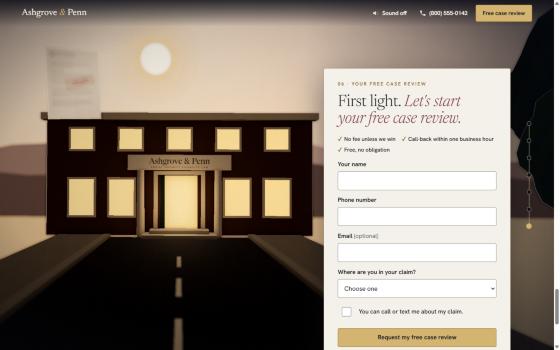 Ashgrove & Penn
Sound off
(800) 555-0142
Free case review
Ashgrove & Penn
06 · YOUR FREE CASE REVIEW
First light. Let's start
your free case review.
✓ No fee unless we win ✓ Call-back within one business hour
✓ Free, no obligation
Your name
Phone number
Email (optional)
Where are you in your claim?
Choose one
You can call or text me about my claim.
Request my free case review